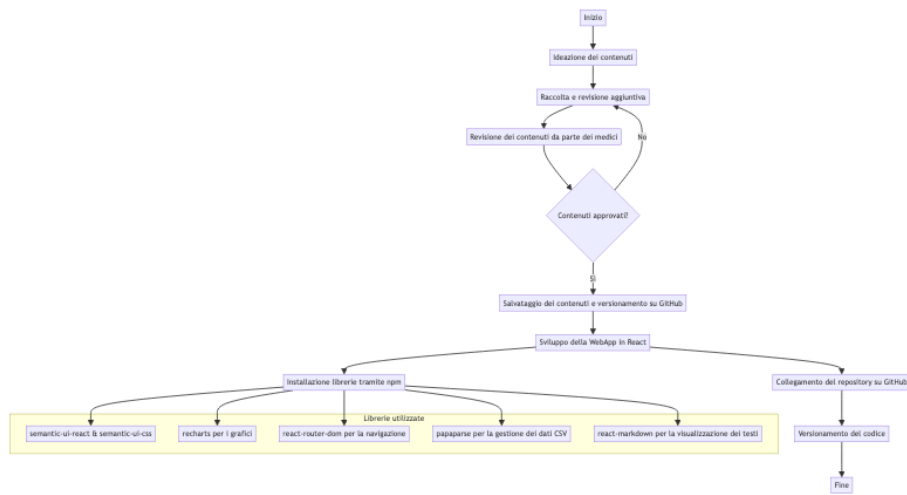 Inizio
Ideazione dei contenuti
Raccolta e revisione aggiuntiva
Revisione dei contenuti da parte dei medici
No
Contenuti approvati?
Sì
Salvataggio dei contenuti e versionamento su GitHub
Sviluppo della WebApp in React
Installazione librerie tramite npm
Collegamento del repository su GitHub
Librerie utilizzate
semantic-ui-react & semantic-ui-css
recharts per i grafici
react-router-dom per la navigazione
papaparse per la gestione dei dati CSV
react-markdown per la visualizzazione dei testi
Versionamento del codice
Fine